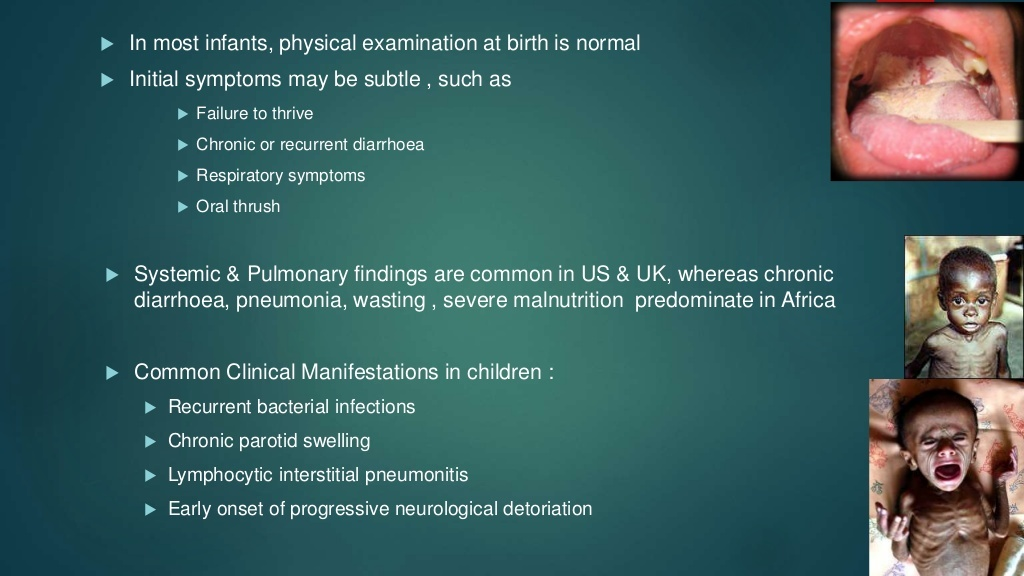 In most infants, physical examination at birth is normal
Initial symptoms may be subtle , such as
Failure to thrive
Chronic or recurrent diarrhoea
Respiratory symptoms
Oral thrush
Systemic & Pulmonary findings are common in US & UK, whereas chronic
diarrhoea, pneumonia, wasting , severe malnutrition  predominate in Africa
Common Clinical Manifestations in children :
Recurrent bacterial infections
Chronic parotid swelling
Lymphocytic interstitial pneumonitis
Early onset of progressive neurological detoriation